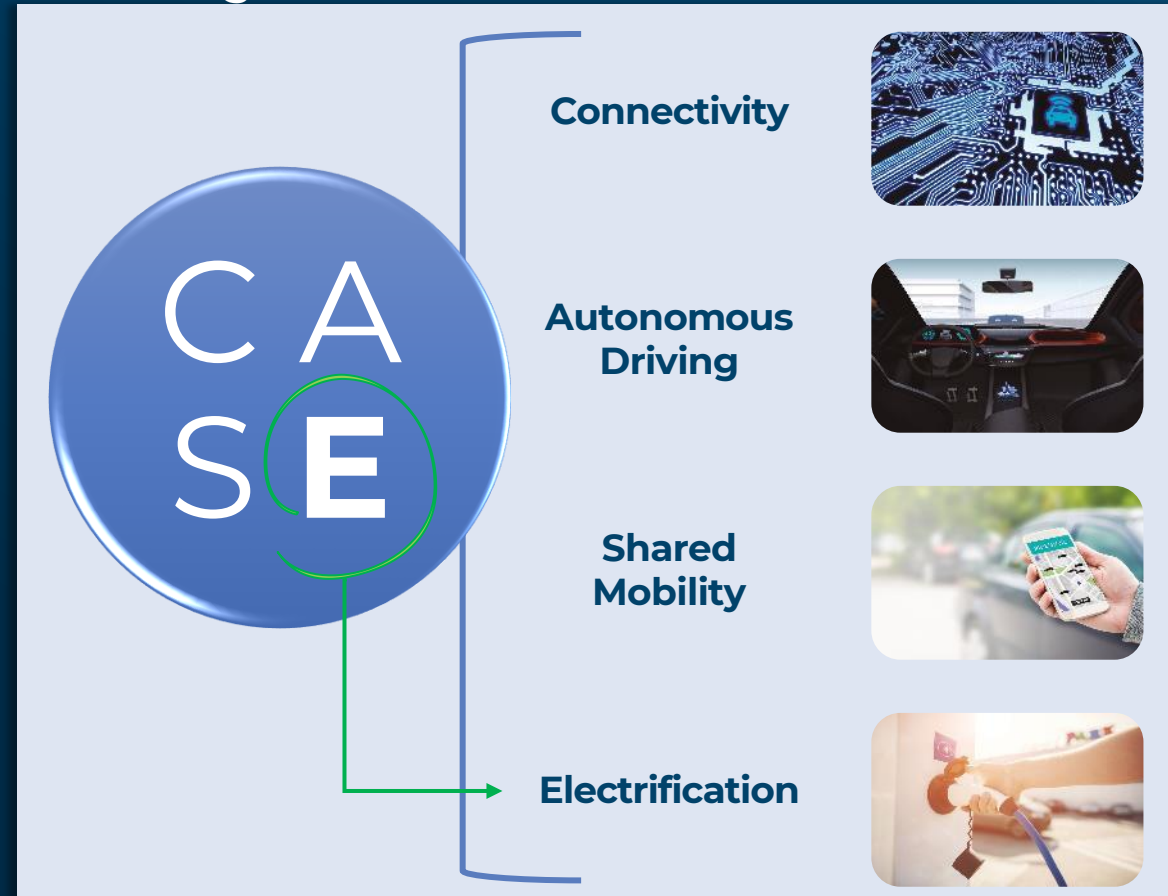 C A
S E
Connectivity
Autonomous
Driving
Shared
Mobility
Electrification